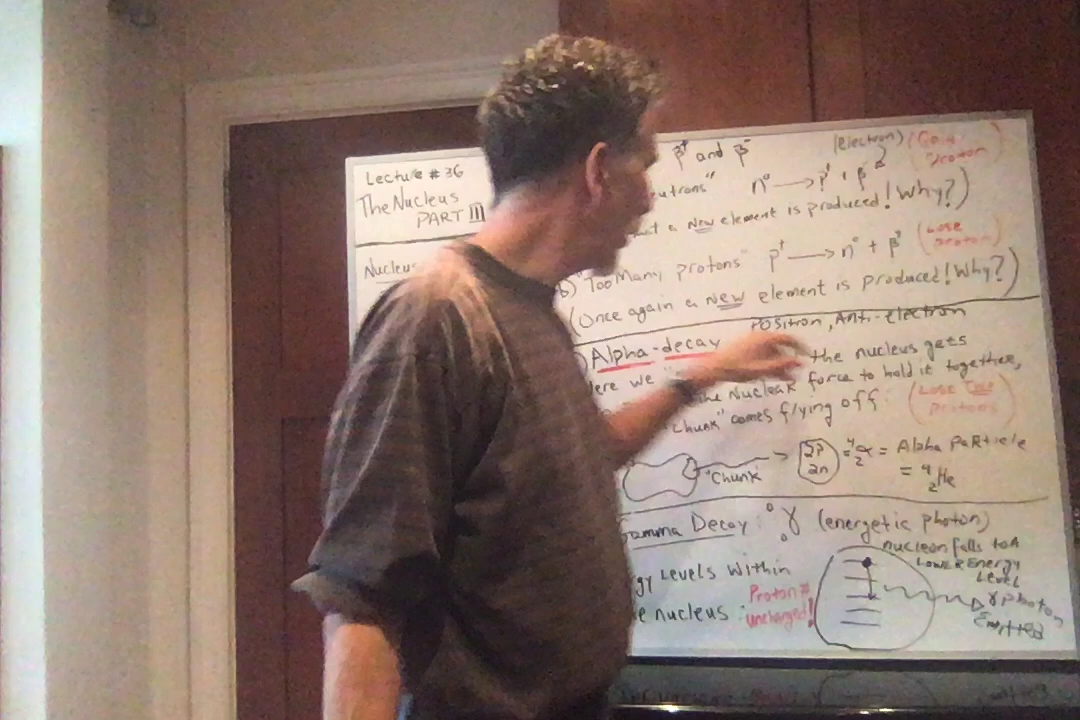 Lecture # 36
The Nucleus
PART III
Nucleus
β⁺ and β⁻
(electron)
neutrons" n⁰ → p⁺ + β⁻ (Gain proton)
a New element is produced! Why?)
b) "Too Many protons" p⁺ → n⁰ + β⁺ (Lose proton)
(Once again a New element is produced! Why?)
Positron, Anti-electron
Alpha-decay
ere we the nucleus gets
the Nuclear force to hold it together,
"Chunk" comes flying off: (Lose Two protons)
"Chunk" 2p 2n = ⁴₂α = Alpha Particle
= ⁴₂He
Gamma Decay: ⁰₀γ (energetic photon)
nucleon falls to A
LOWER Energy
Level
gy Levels Within
e nucleus: Proton # unchanged!
γ photon
Emitted